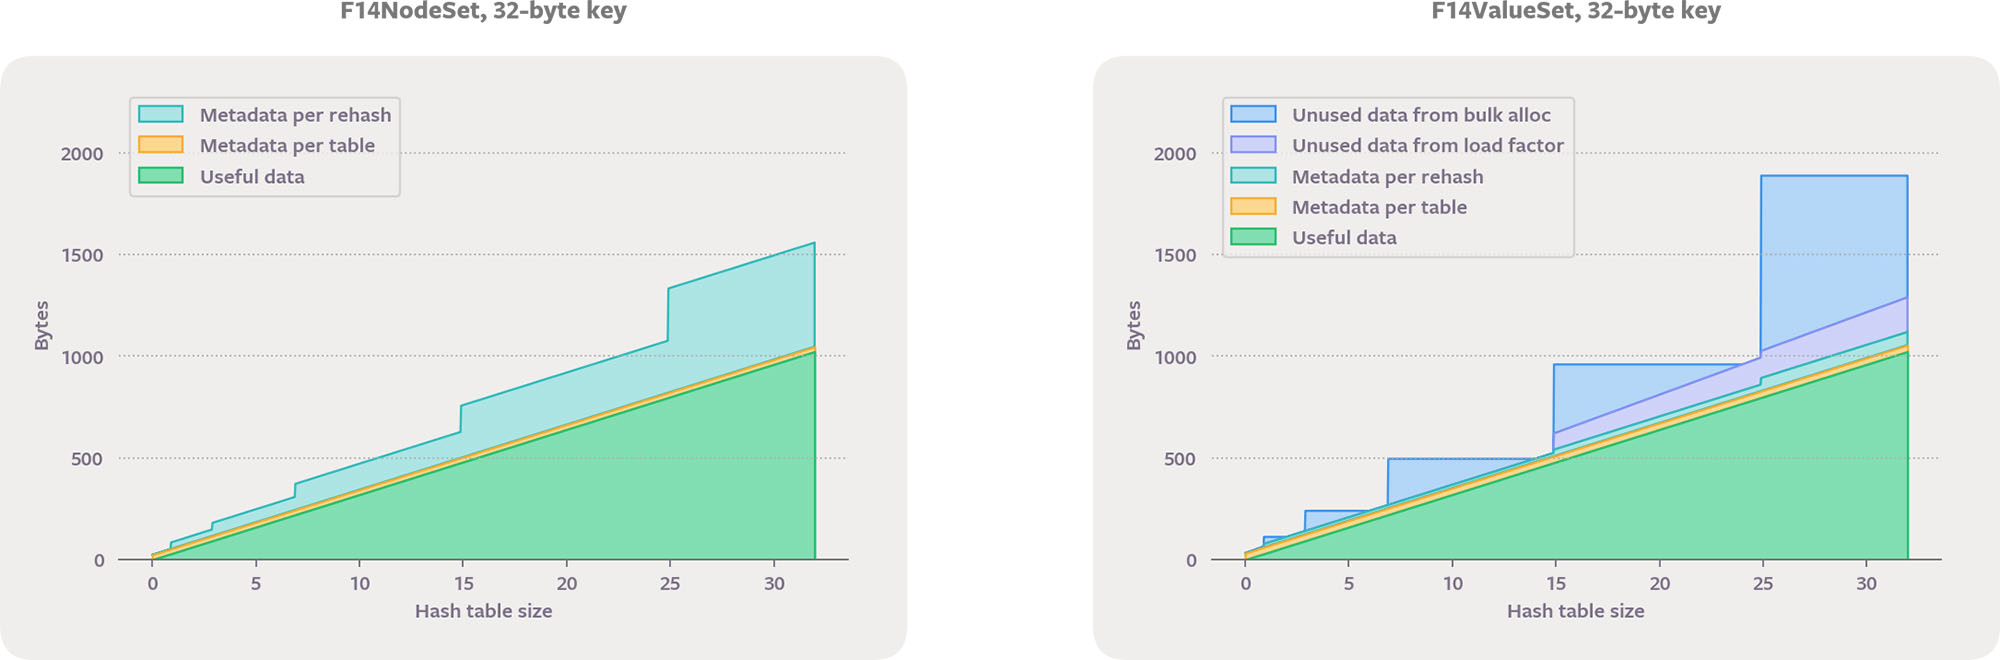 F14NodeSet, 32-byte key
Metadata per rehash
Metadata per table
Useful data
2000
1500
1000
500
0
Bytes
0 5 10 15 20 25 30
Hash table size
F14ValueSet, 32-byte key
Unused data from bulk alloc
Unused data from load factor
Metadata per rehash
Metadata per table
Useful data
2000
1500
1000
500
0
Bytes
0 5 10 15 20 25 30
Hash table size